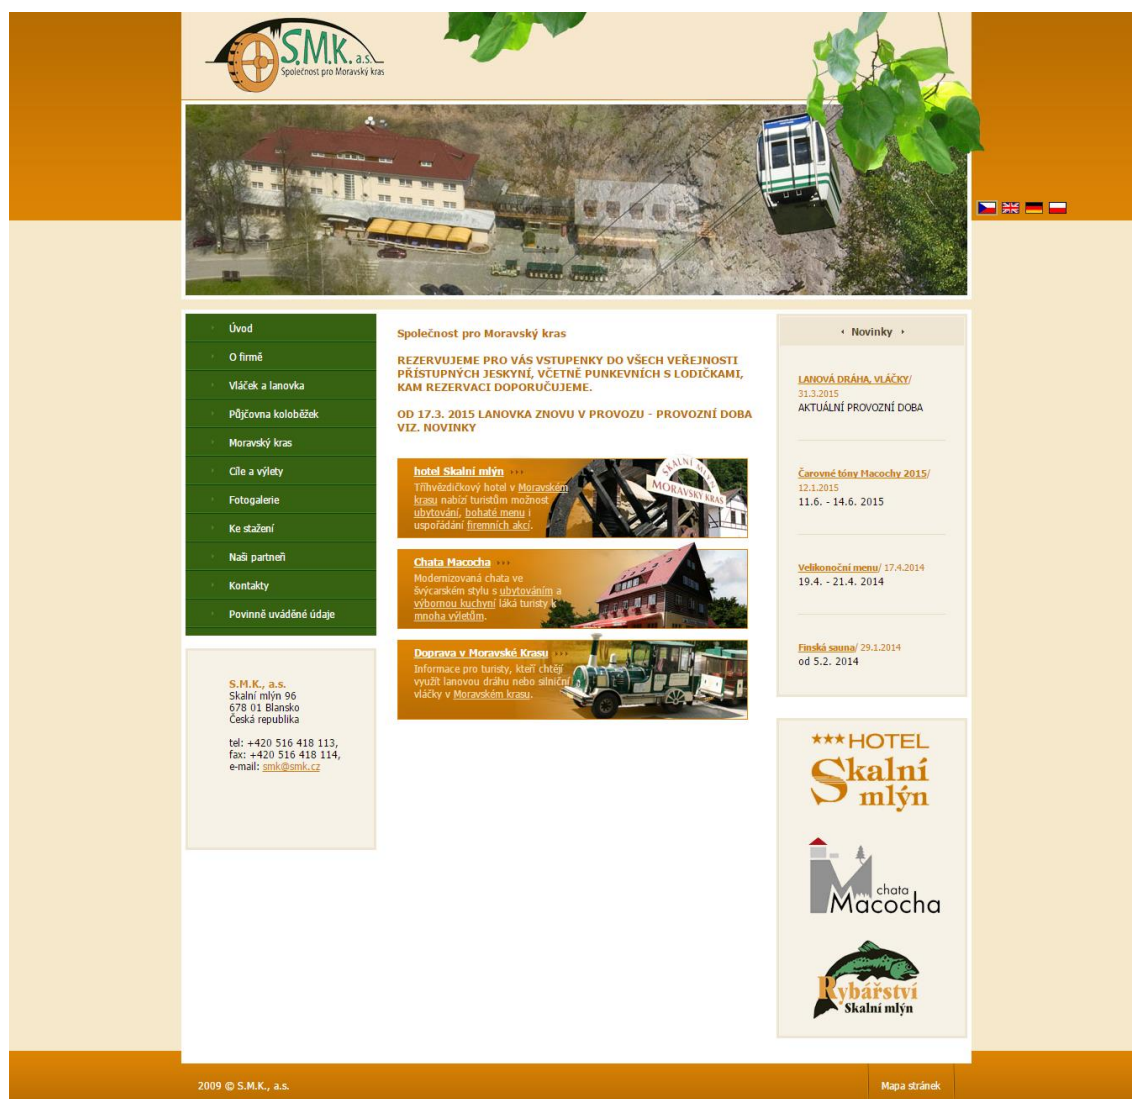 S.M.K. a.s.
Společnost pro Moravský kras
Úvod
O firmě
Vláček a lanovka
Půjčovna koloběžek
Moravský kras
Cíle a výlety
Fotogalerie
Ke stažení
Naši partneři
Kontakty
Povinně uváděné údaje
S.M.K., a.s.
Skalní mlýn 96
678 01 Blansko
Česká republika
tel: +420 516 418 113,
fax: +420 516 418 114,
e-mail: smk@smk.cz
Společnost pro Moravský kras
REZERVUJEME PRO VÁS VSTUPENKY DO VŠECH VEŘEJNOSTI
PŘÍSTUPNÝCH JESKYNÍ, VČETNĚ PUNKEVNÍCH S LODIČKAMI,
KAM REZERVACI DOPORUČUJEME.
OD 17.3. 2015 LANOVKA ZNOVU V PROVOZU - PROVOZNÍ DOBA
VIZ. NOVINKY
hotel Skalní mlýn
Tříhvězdičkový hotel v Moravském
krasu nabízí turistům možnost
ubytování, bohaté menu i
uspořádání firemních akcí.
SKALNÍ MLÝN
MORAVSKÝ KRAS
Chata Macocha
Modernizovaná chata ve
švýcarském stylu s ubytováním a
výbornou kuchyní láká turisty k
mnoha výletům.
Doprava v Moravské Krasu
Informace pro turisty, kteří chtějí
využít lanovou dráhu nebo silniční
vláčky v Moravském krasu.
Novinky
LANOVÁ DRÁHA, VLÁČKY/
31.3.2015
AKTUÁLNÍ PROVOZNÍ DOBA
Čarovné tóny Macochy 2015/
12.1.2015
11.6. - 14.6. 2015
Velikonoční menu/ 17.4.2014
19.4. - 21.4. 2014
Finská sauna/ 29.1.2014
od 5.2. 2014
★★★HOTEL
Skalní
mlýn
chata
Macocha
Rybářství
Skalní mlýn
2009 © S.M.K., a.s.
Mapa stránek